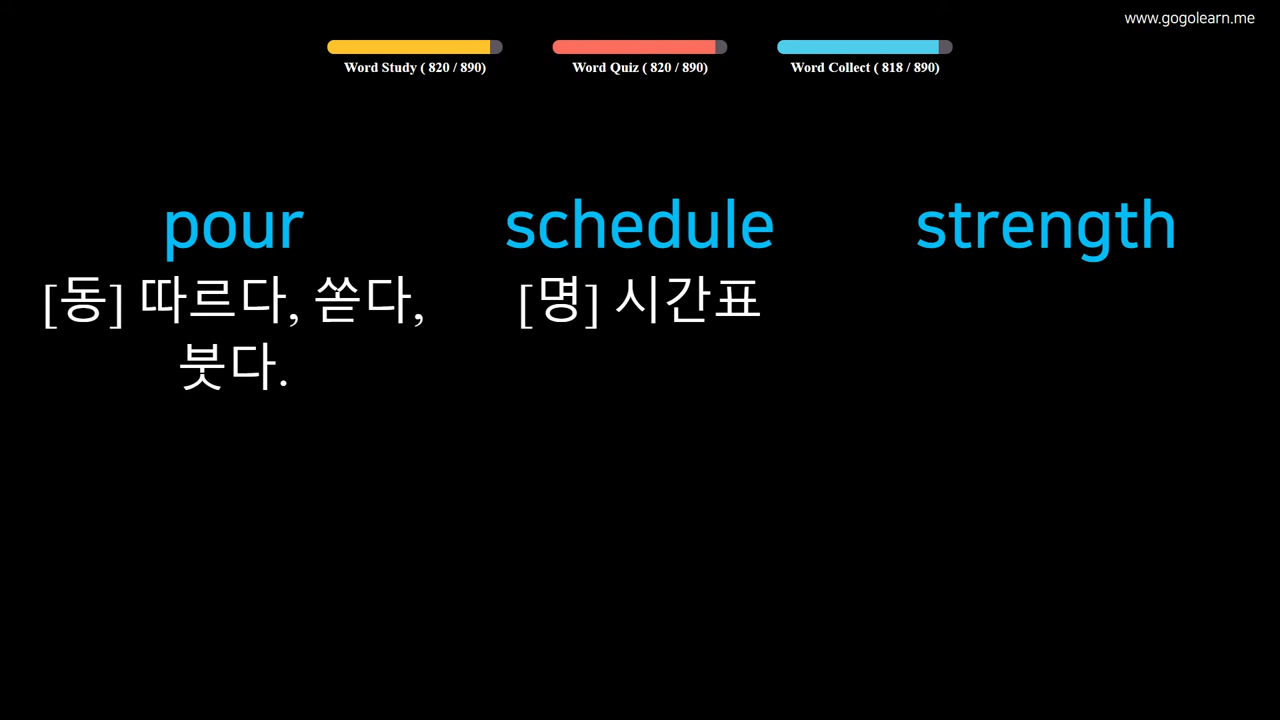 www.gogolearn.me
Word Study ( 820 / 890)
Word Quiz ( 820 / 890)
Word Collect ( 818 / 890)
pour
[동] 따르다, 쏟다,
붓다.
schedule
[명] 시간표
strength